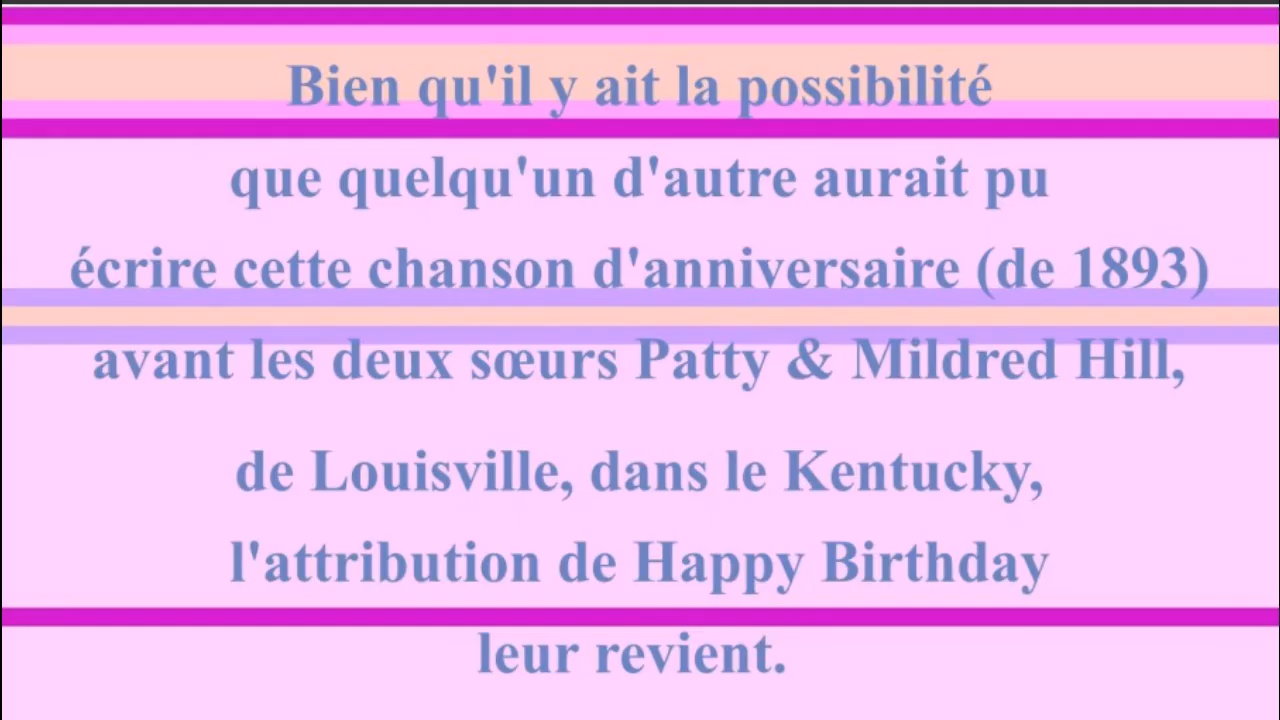 Bien qu'il y ait la possibilité
que quelqu'un d'autre aurait pu
écrire cette chanson d'anniversaire (de 1893)
avant les deux sœurs Patty & Mildred Hill,
de Louisville, dans le Kentucky,
l'attribution de Happy Birthday
leur revient.